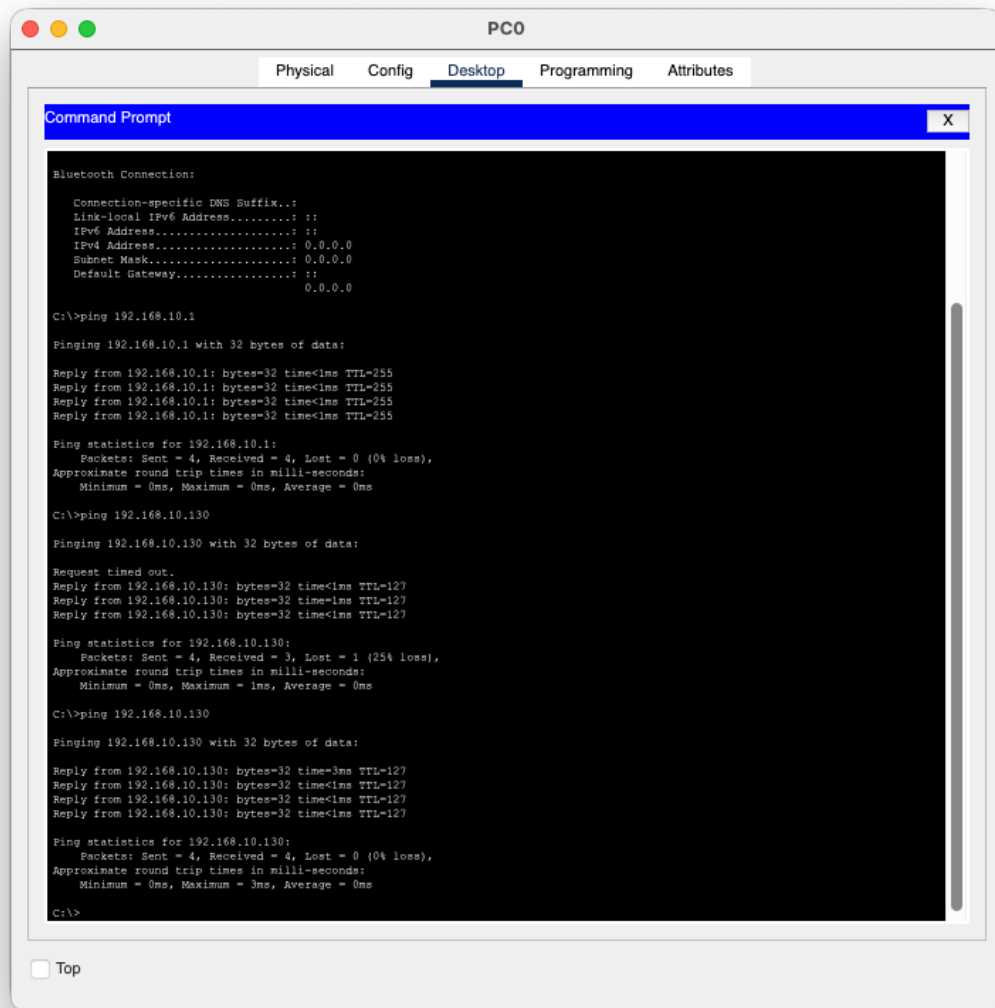 PC0
Physical Config Desktop Programming Attributes
Command Prompt
X
Bluetooth Connection:
Connection-specific DNS Suffix..:
Link-local IPv6 Address.........: ::
IPv6 Address....................: ::
IPv4 Address....................: 0.0.0.0
Subnet Mask.....................: 0.0.0.0
Default Gateway.................: ::
0.0.0.0
C:\>ping 192.168.10.1
Pinging 192.168.10.1 with 32 bytes of data:
Reply from 192.168.10.1: bytes=32 time<1ms TTL=255
Reply from 192.168.10.1: bytes=32 time<1ms TTL=255
Reply from 192.168.10.1: bytes=32 time<1ms TTL=255
Reply from 192.168.10.1: bytes=32 time<1ms TTL=255
Ping statistics for 192.168.10.1:
Packets: Sent = 4, Received = 4, Lost = 0 (0% loss),
Approximate round trip times in milli-seconds:
Minimum = 0ms, Maximum = 0ms, Average = 0ms
C:\>ping 192.168.10.130
Pinging 192.168.10.130 with 32 bytes of data:
Request timed out.
Reply from 192.168.10.130: bytes=32 time<1ms TTL=127
Reply from 192.168.10.130: bytes=32 time=1ms TTL=127
Reply from 192.168.10.130: bytes=32 time<1ms TTL=127
Ping statistics for 192.168.10.130:
Packets: Sent = 4, Received = 3, Lost = 1 (25% loss),
Approximate round trip times in milli-seconds:
Minimum = 0ms, Maximum = 1ms, Average = 0ms
C:\>ping 192.168.10.130
Pinging 192.168.10.130 with 32 bytes of data:
Reply from 192.168.10.130: bytes=32 time=3ms TTL=127
Reply from 192.168.10.130: bytes=32 time<1ms TTL=127
Reply from 192.168.10.130: bytes=32 time<1ms TTL=127
Reply from 192.168.10.130: bytes=32 time<1ms TTL=127
Ping statistics for 192.168.10.130:
Packets: Sent = 4, Received = 4, Lost = 0 (0% loss),
Approximate round trip times in milli-seconds:
Minimum = 0ms, Maximum = 3ms, Average = 0ms
C:\>
Top